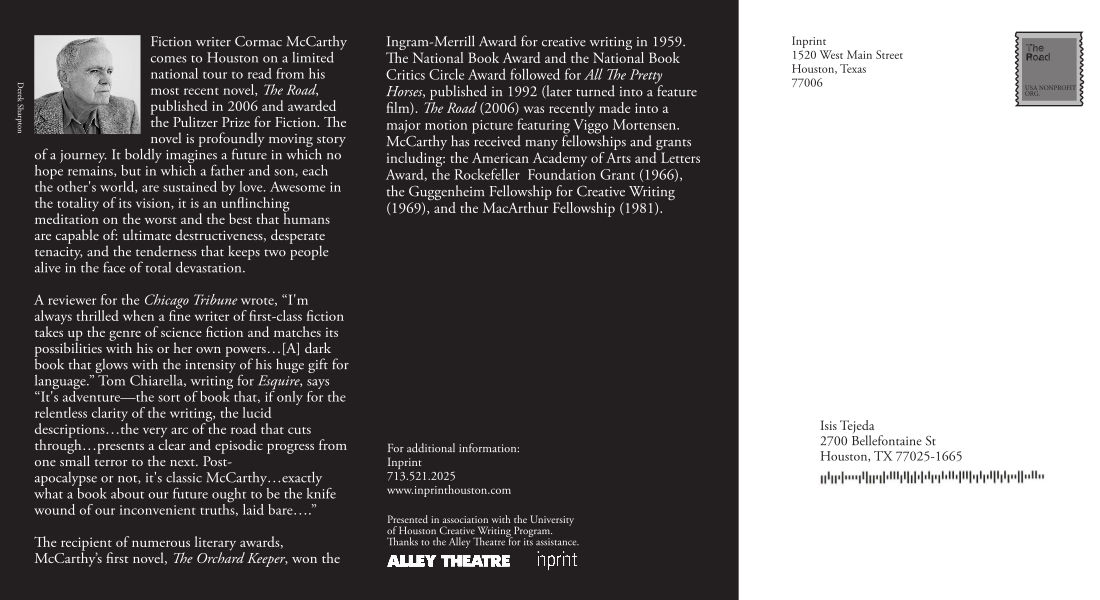 Fiction writer Cormac McCarthy
comes to Houston on a limited
national tour to read from his
most recent novel, The Road,
published in 2006 and awarded
the Pulitzer Prize for Fiction. The
novel is profoundly moving story
of a journey. It boldly imagines a future in which no
hope remains, but in which a father and son, each
the other's world, are sustained by love. Awesome in
the totality of its vision, it is an unflinching
meditation on the worst and the best that humans
are capable of: ultimate destructiveness, desperate
tenacity, and the tenderness that keeps two people
alive in the face of total devastation.
A reviewer for the Chicago Tribune wrote, “I'm
always thrilled when a fine writer of first-class fiction
takes up the genre of science fiction and matches its
possibilities with his or her own powers…[A] dark
book that glows with the intensity of his huge gift for
language.” Tom Chiarella, writing for Esquire, says
“It's adventure—the sort of book that, if only for the
relentless clarity of the writing, the lucid
descriptions…the very arc of the road that cuts
through…presents a clear and episodic progress from
one small terror to the next. Post-
apocalypse or not, it's classic McCarthy…exactly
what a book about our future ought to be the knife
wound of our inconvenient truths, laid bare….”
The recipient of numerous literary awards,
McCarthy’s first novel, The Orchard Keeper, won the
Derek Sharpton
Ingram-Merrill Award for creative writing in 1959.
The National Book Award and the National Book
Critics Circle Award followed for All The Pretty
Horses, published in 1992 (later turned into a feature
film). The Road (2006) was recently made into a
major motion picture featuring Viggo Mortensen.
McCarthy has received many fellowships and grants
including: the American Academy of Arts and Letters
Award, the Rockefeller Foundation Grant (1966),
the Guggenheim Fellowship for Creative Writing
(1969), and the MacArthur Fellowship (1981).
For additional information:
Inprint
713.521.2025
www.inprinthouston.com
Presented in association with the University
of Houston Creative Writing Program.
Thanks to the Alley Theatre for its assistance.
ALLEY THEATRE inprint
Inprint
1520 West Main Street
Houston, Texas
77006
The
Road
USA NONPROFIT
ORG.
Isis Tejeda
2700 Bellefontaine St
Houston, TX 77025-1665